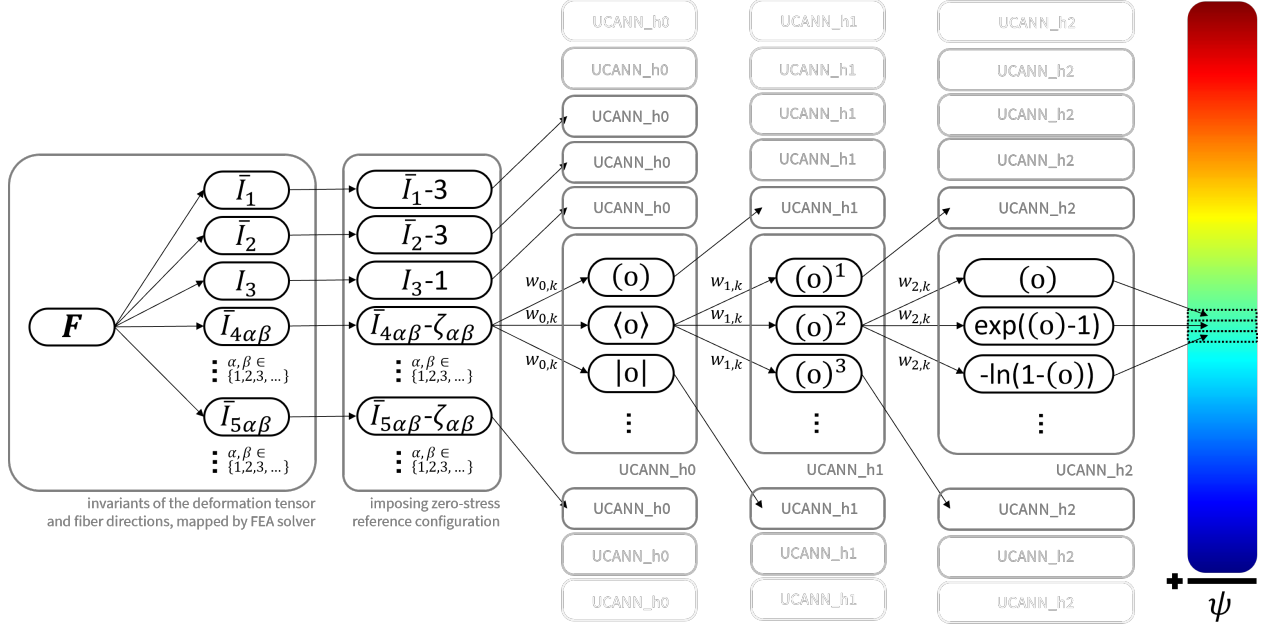 UCANN_h0
UCANN_h1
UCANN_h2
UCANN_h0
UCANN_h1
UCANN_h2
UCANN_h0
UCANN_h1
UCANN_h2
UCANN_h0
UCANN_h1
UCANN_h2
UCANN_h0
UCANN_h1
UCANN_h2
F
Ī₁
Ī₂
I₃
Ī₄αβ
⋮ α,β ∈
{1,2,3, ...}
Ī₅αβ
⋮ α,β ∈
{1,2,3, ...}
invariants of the deformation tensor
and fiber directions, mapped by FEA solver
Ī₁-3
Ī₂-3
I₃-1
Ī₄αβ-ζαβ
⋮ α,β ∈
{1,2,3, ...}
Ī₅αβ-ζαβ
⋮ α,β ∈
{1,2,3, ...}
imposing zero-stress
reference configuration
w₀,k
w₀,k
w₀,k
(o)
⟨o⟩
|o|
⋮
UCANN_h0
w₁,k
w₁,k
w₁,k
(o)¹
(o)²
(o)³
⋮
UCANN_h1
w₂,k
w₂,k
w₂,k
(o)
exp((o)-1)
-ln(1-(o))
⋮
UCANN_h2
UCANN_h0
UCANN_h1
UCANN_h2
UCANN_h0
UCANN_h1
UCANN_h2
UCANN_h0
UCANN_h1
UCANN_h2
+
ψ